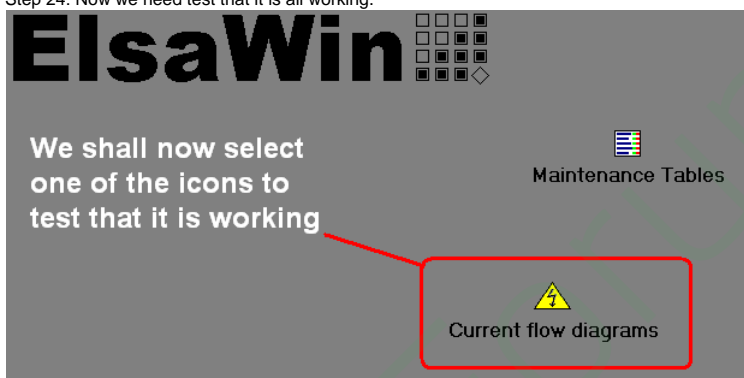 Step 24: Now we need test that it is all working.
ElsaWin
We shall now select
one of the icons to
test that it is working
Maintenance Tables
Current flow diagrams